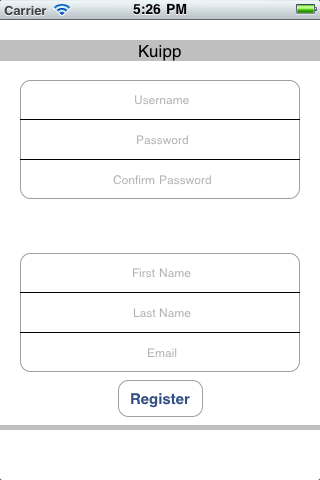 Carrier 5:26 PM
Kuipp
Username
Password
Confirm Password
First Name
Last Name
Email
Register